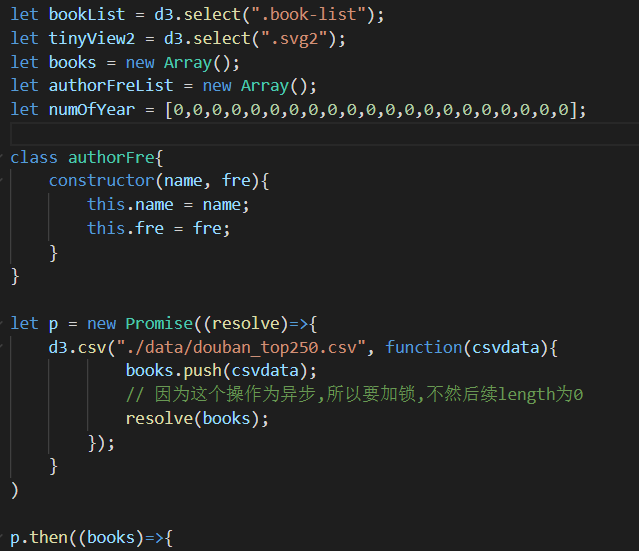 let bookList = d3.select(".book-list");
let tinyView2 = d3.select(".svg2");
let books = new Array();
let authorFreList = new Array();
let numOfYear = [0,0,0,0,0,0,0,0,0,0,0,0,0,0,0,0,0,0,0,0,0];
class authorFre{
    constructor(name, fre){
        this.name = name;
        this.fre = fre;
    }
}
let p = new Promise((resolve)=>{
    d3.csv("./data/douban_top250.csv", function(csvdata){
            books.push(csvdata);
            // 因为这个操作为异步,所以要加锁,不然后续length为0
            resolve(books);
        });
    }
)
p.then((books)=>{